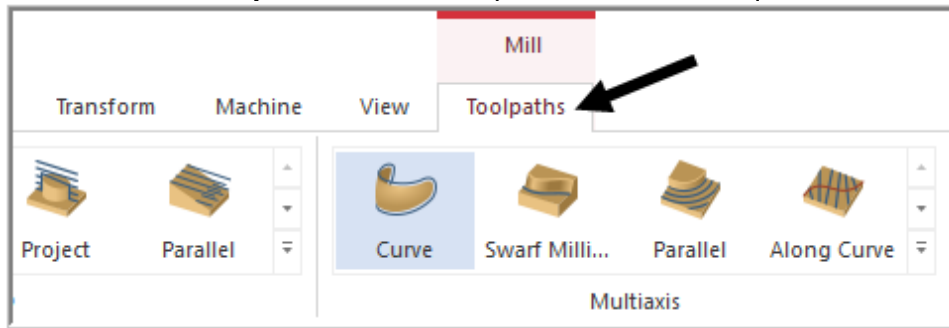 Mill
Transform Machine View Toolpaths
Project Parallel Curve Swarf Milli... Parallel Along Curve
Multiaxis